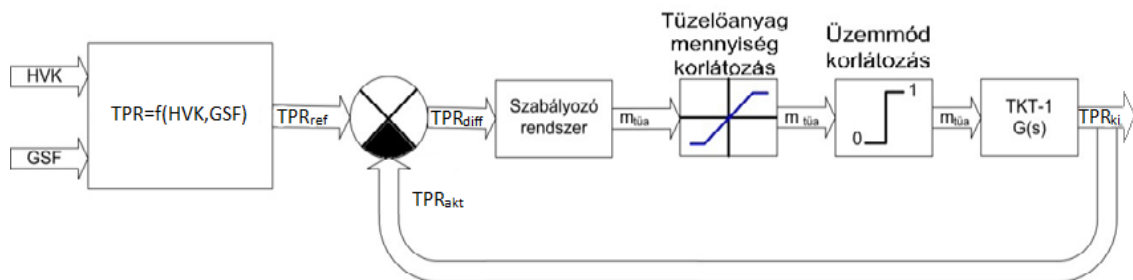 HVK
GSF
TPR=f(HVK,GSF)
TPRref
TPRdiff
Szabályozó
rendszer
mtüa
Tüzelőanyag
mennyiség
korlátozás
m tüa
Üzemmód
korlátozás
1
0
mtüa
TKT-1
G(s)
TPRki
TPRakt